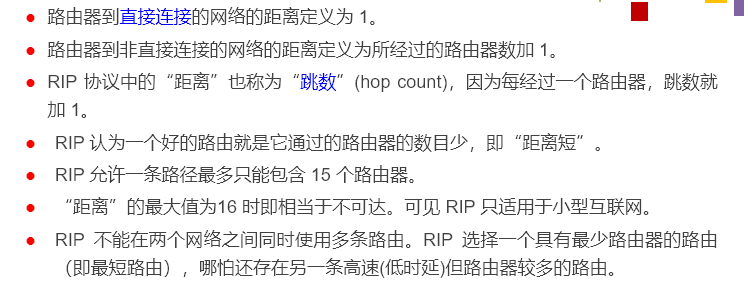 路由器到直接连接的网络的距离定义为 1。
路由器到非直接连接的网络的距离定义为所经过的路由器数加 1。
RIP 协议中的“距离”也称为“跳数”(hop count)，因为每经过一个路由器，跳数就
加 1。
RIP 认为一个好的路由就是它通过的路由器的数目少，即“距离短”。
RIP 允许一条路径最多只能包含 15 个路由器。
“距离”的最大值为16 时即相当于不可达。可见 RIP 只适用于小型互联网。
RIP 不能在两个网络之间同时使用多条路由。RIP 选择一个具有最少路由器的路由
（即最短路由），哪怕还存在另一条高速(低时延)但路由器较多的路由。